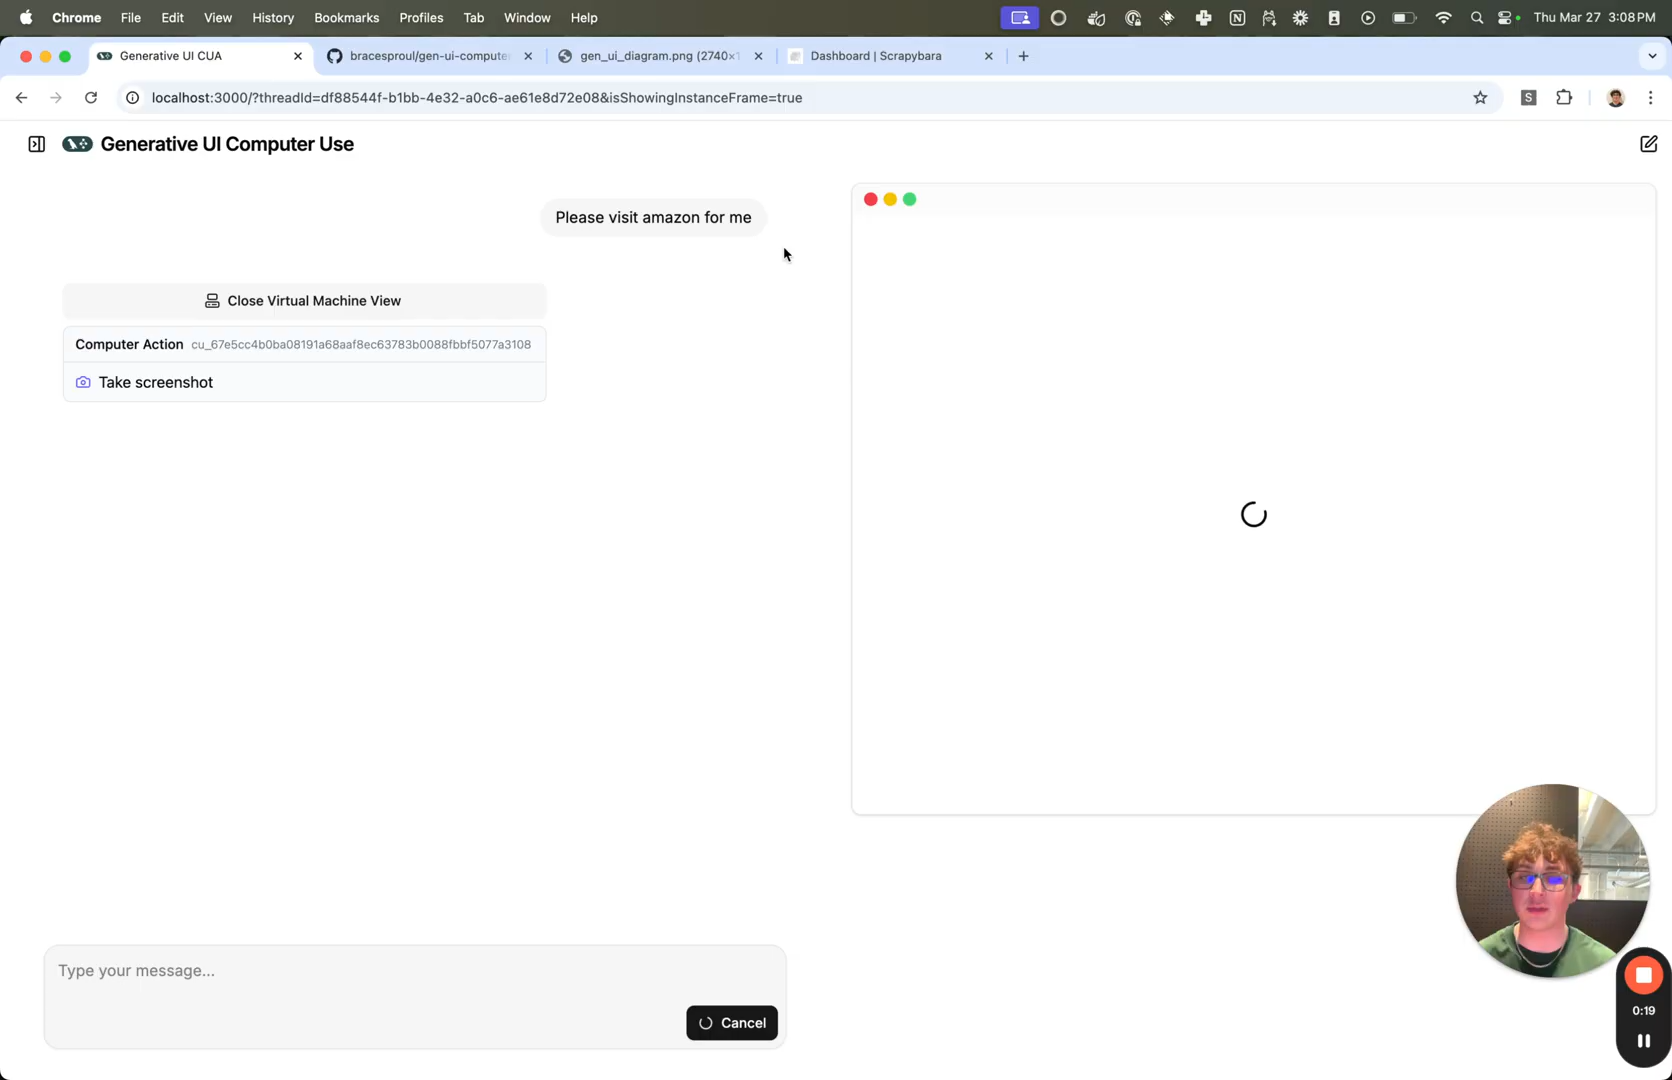 Chrome File Edit View History Bookmarks Profiles Tab Window Help Thu Mar 27 3:08 PM
Generative UI CUA bracesproul/gen-ui-compute gen_ui_diagram.png (2740×1 Dashboard | Scrapybara
localhost:3000/?threadId=df88544f-b1bb-4e32-a0c6-ae61e8d72e08&isShowingInstanceFrame=true S
Generative UI Computer Use
Please visit amazon for me
Close Virtual Machine View
Computer Action cu_67e5cc4b0ba08191a68aaf8ec63783b0088fbbf5077a3108
Take screenshot
Type your message...
Cancel
0:19